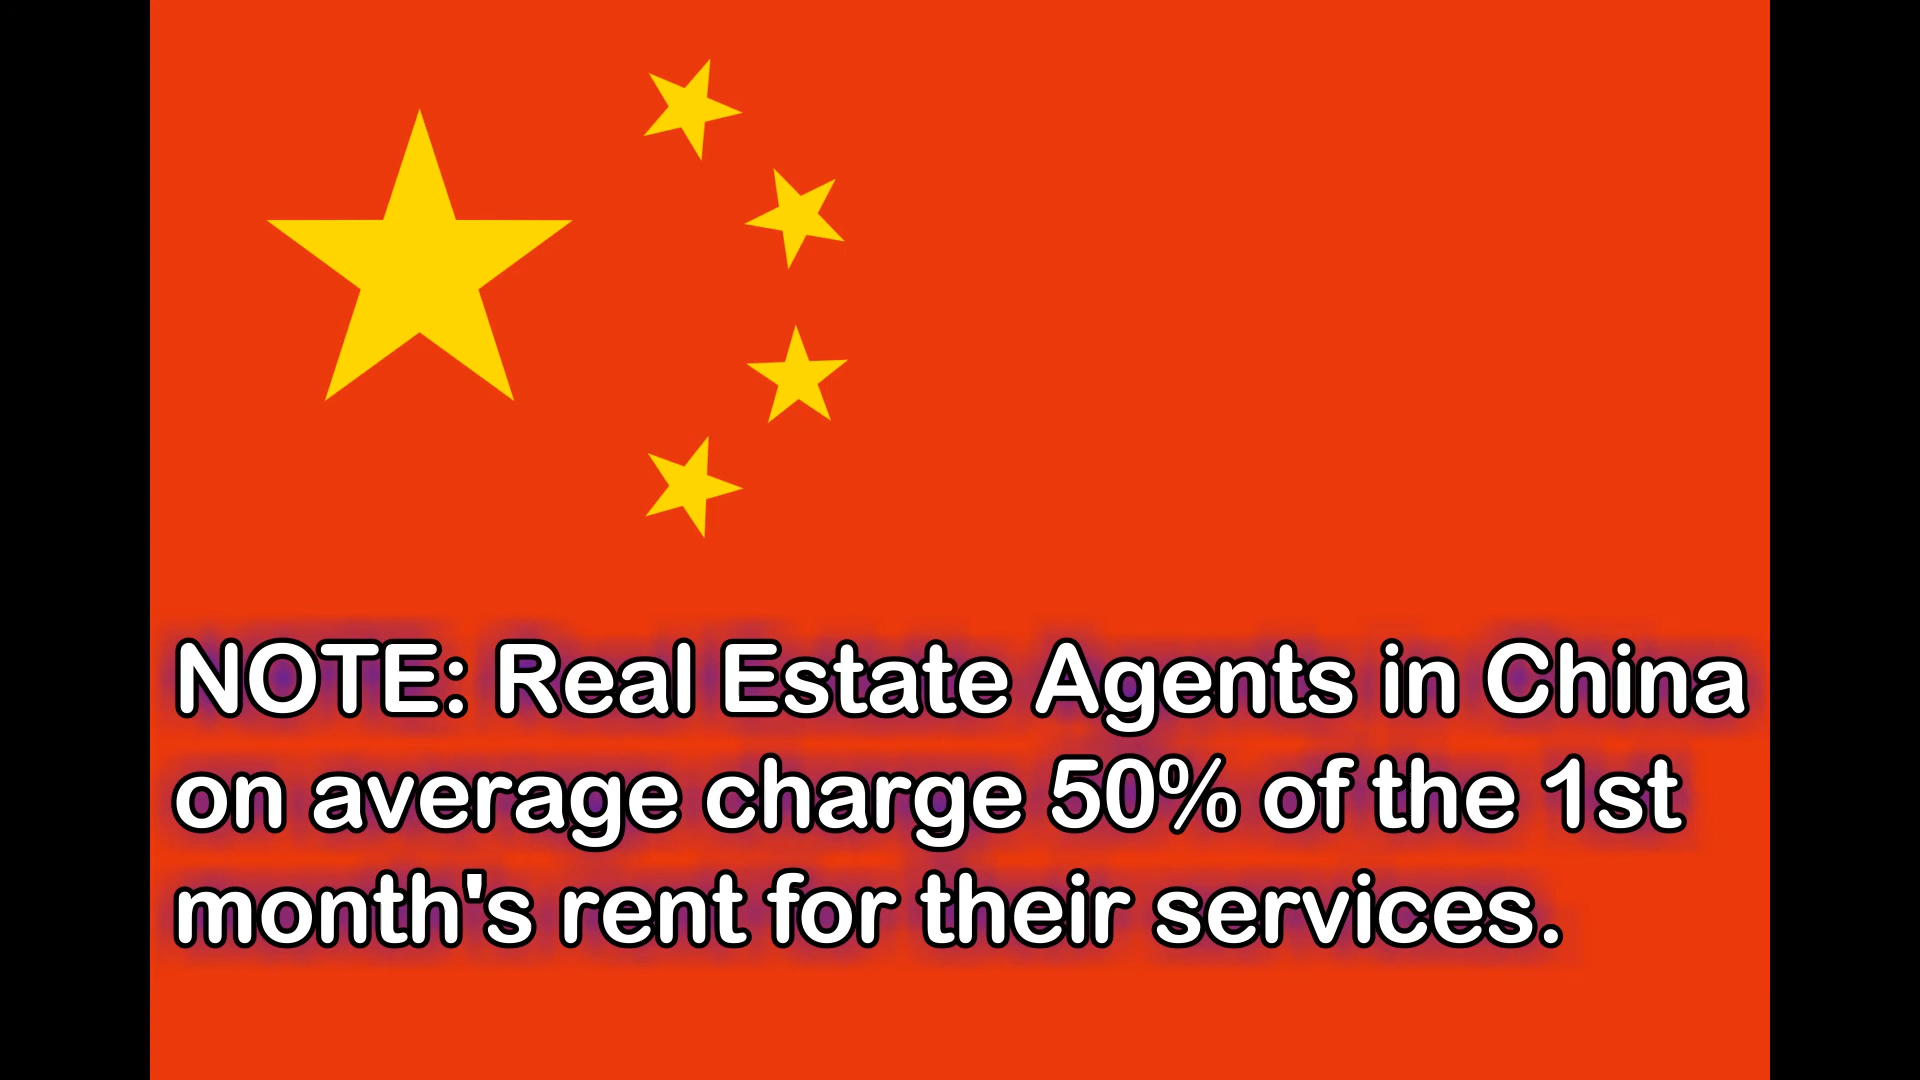 NOTE: Real Estate Agents in China
on average charge 50% of the 1st
month's rent for their services.